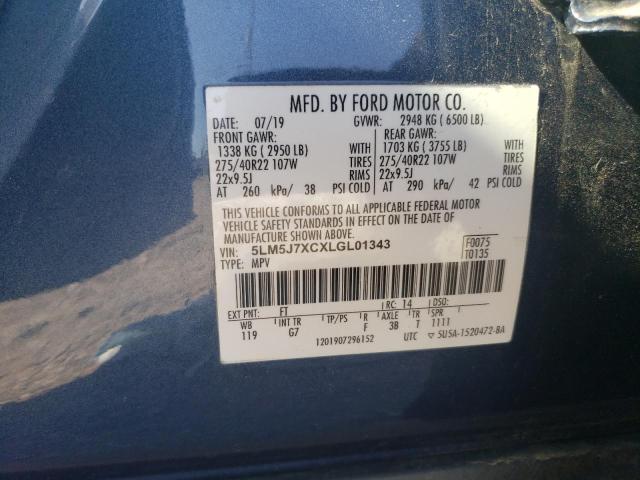 MFD. BY FORD MOTOR CO.
DATE: 07/19 GVWR: 2948 KG ( 6500 LB)
FRONT GAWR: REAR GAWR:
1338 KG ( 2950 LB) WITH 1703 KG ( 3755 LB) WITH
275/40R22 107W TIRES 275/40R22 107W TIRES
22x9.5J RIMS 22x9.5J RIMS
AT 260 kPa/ 38 PSI COLD AT 290 kPa/ 42 PSI COLD
THIS VEHICLE CONFORMS TO ALL APPLICABLE FEDERAL MOTOR
VEHICLE SAFETY STANDARDS IN EFFECT ON THE DATE OF
MANUFACTURE SHOWN ABOVE.
VIN: 5LM5J7XCXLGL01343 F0075
TYPE: MPV T0135
EXT PNT: FT RC: 14 DSO:
WB INT TR TP/PS R AXLE TR SPR
119 G7 F 3B T 1111
1201907296152 UTC 5U5A-1520472-BA